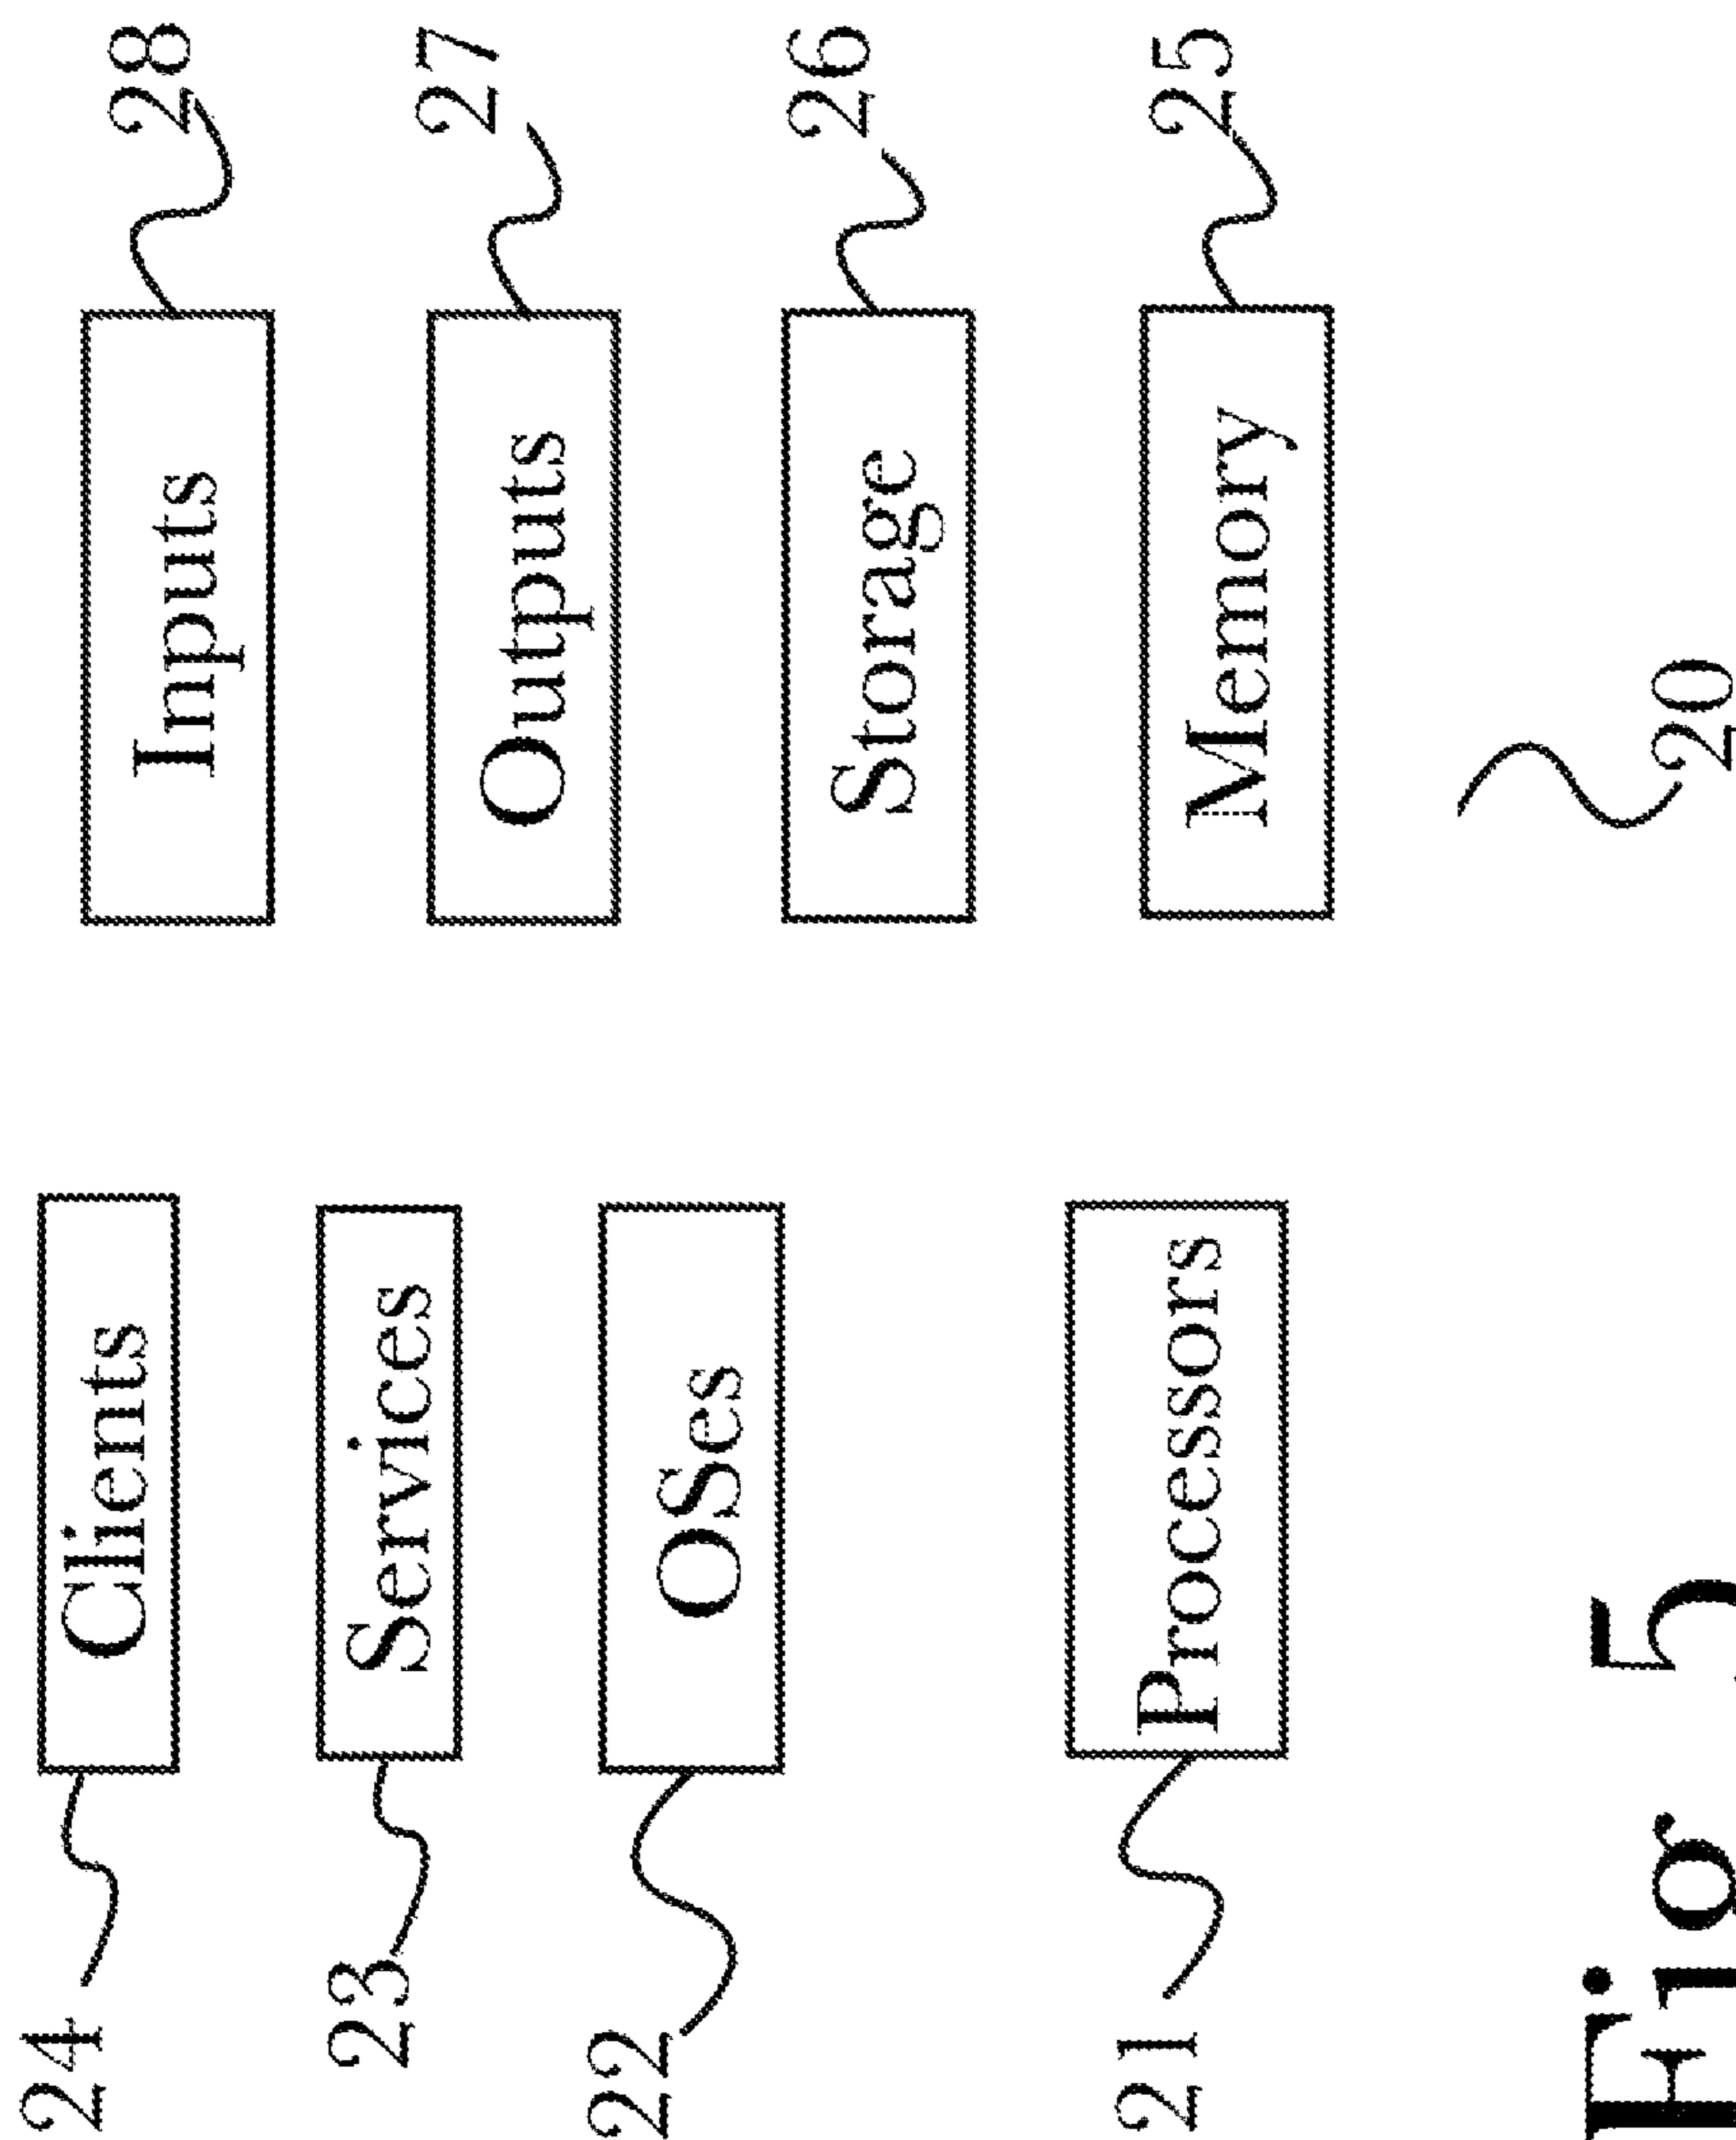 24 Clients Inputs 28
23 Services Outputs 27
22 OSes Storage 26
21 Processors Memory 25
20
Fig 5